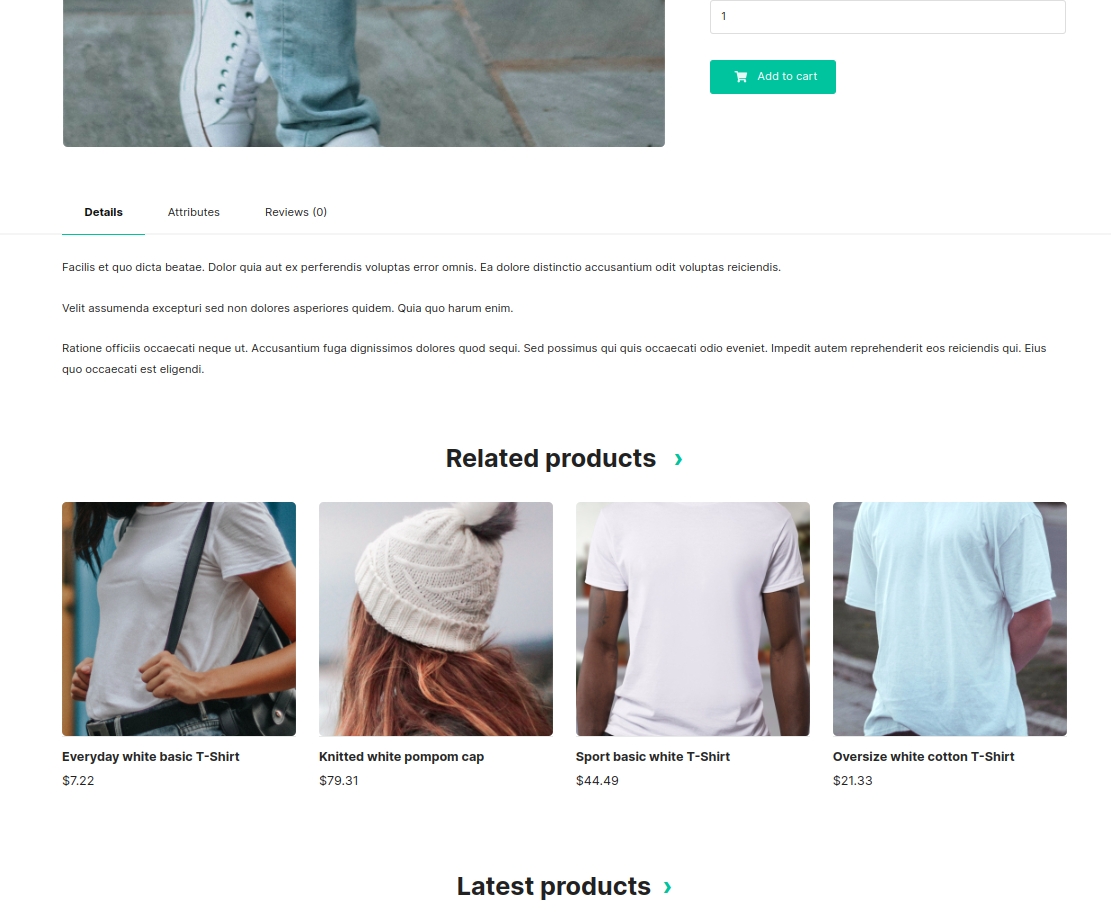 1
Add to cart
Details
Attributes
Reviews (0)
Facilis et quo dicta beatae. Dolor quia aut ex perferendis voluptas error omnis. Ea dolore distinctio accusantium odit voluptas reiciendis.
Velit assumenda excepturi sed non dolores asperiores quidem. Quia quo harum enim.
Ratione officiis occaecati neque ut. Accusantium fuga dignissimos dolores quod sequi. Sed possimus qui quis occaecati odio eveniet. Impedit autem reprehenderit eos reiciendis qui. Eius
quo occaecati est eligendi.
Related products ›
Everyday white basic T-Shirt
$7.22
Knitted white pompom cap
$79.31
Sport basic white T-Shirt
$44.49
Oversize white cotton T-Shirt
$21.33
Latest products ›